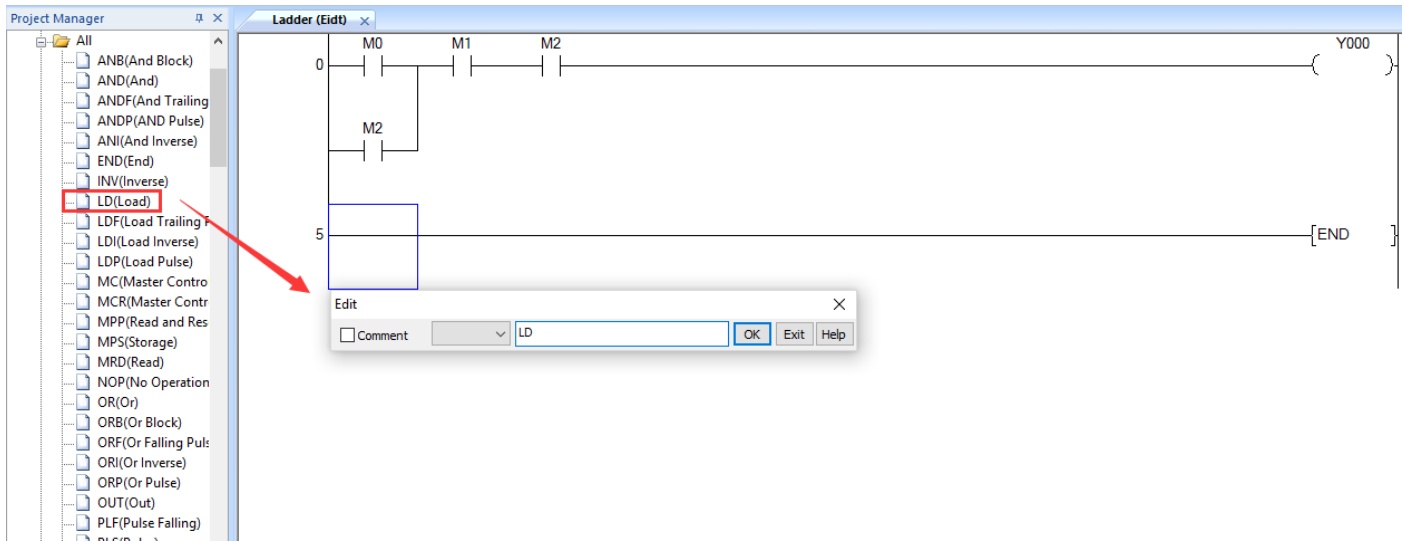 Project Manager
Ladder (Eidt)
All
ANB(And Block)
AND(And)
ANDF(And Trailing
ANDP(AND Pulse)
ANI(And Inverse)
END(End)
INV(Inverse)
LD(Load)
LDF(Load Trailing
LDI(Load Inverse)
LDP(Load Pulse)
MC(Master Contro
MCR(Master Contr
MPP(Read and Res
MPS(Storage)
MRD(Read)
NOP(No Operation
OR(Or)
ORB(Or Block)
ORF(Or Falling Puls
ORI(Or Inverse)
ORP(Or Pulse)
OUT(Out)
PLF(Pulse Falling)
M0 M1 M2 Y000
0
M2
5 END
Edit
Comment LD OK Exit Help